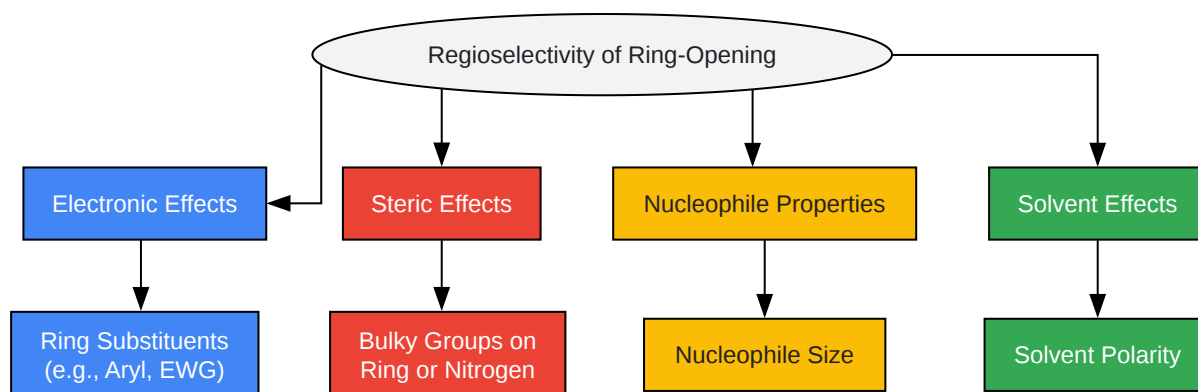 Regioselectivity of Ring-Opening
Electronic Effects
Steric Effects
Nucleophile Properties
Solvent Effects
Ring Substituents
(e.g., Aryl, EWG)
Bulky Groups on
Ring or Nitrogen
Nucleophile Size
Solvent Polarity